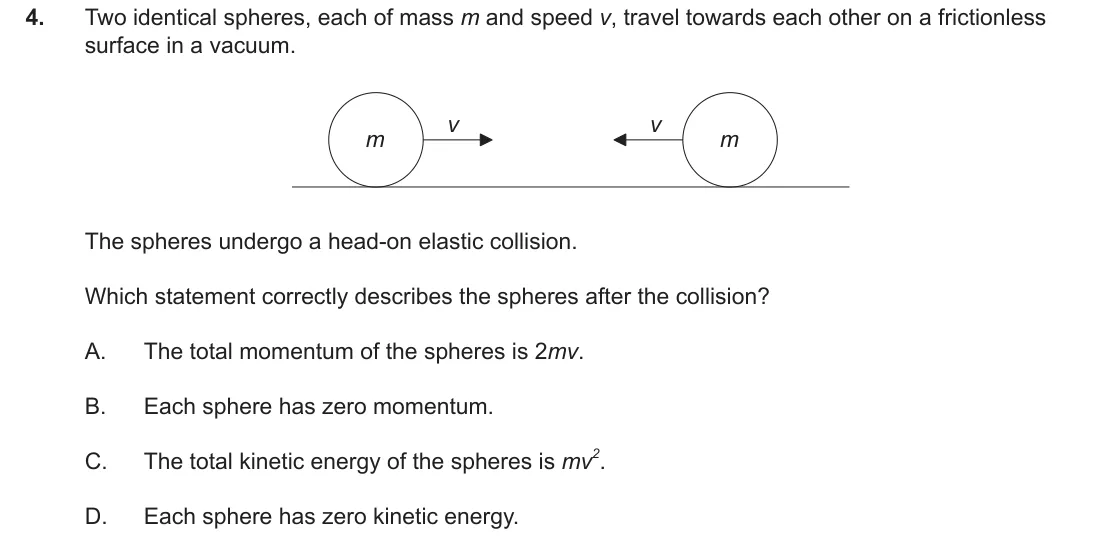 4. Two identical spheres, each of mass m and speed v, travel towards each other on a frictionless
surface in a vacuum.
v v
m m
The spheres undergo a head-on elastic collision.
Which statement correctly describes the spheres after the collision?
A. The total momentum of the spheres is 2mv.
B. Each sphere has zero momentum.
C. The total kinetic energy of the spheres is mv².
D. Each sphere has zero kinetic energy.